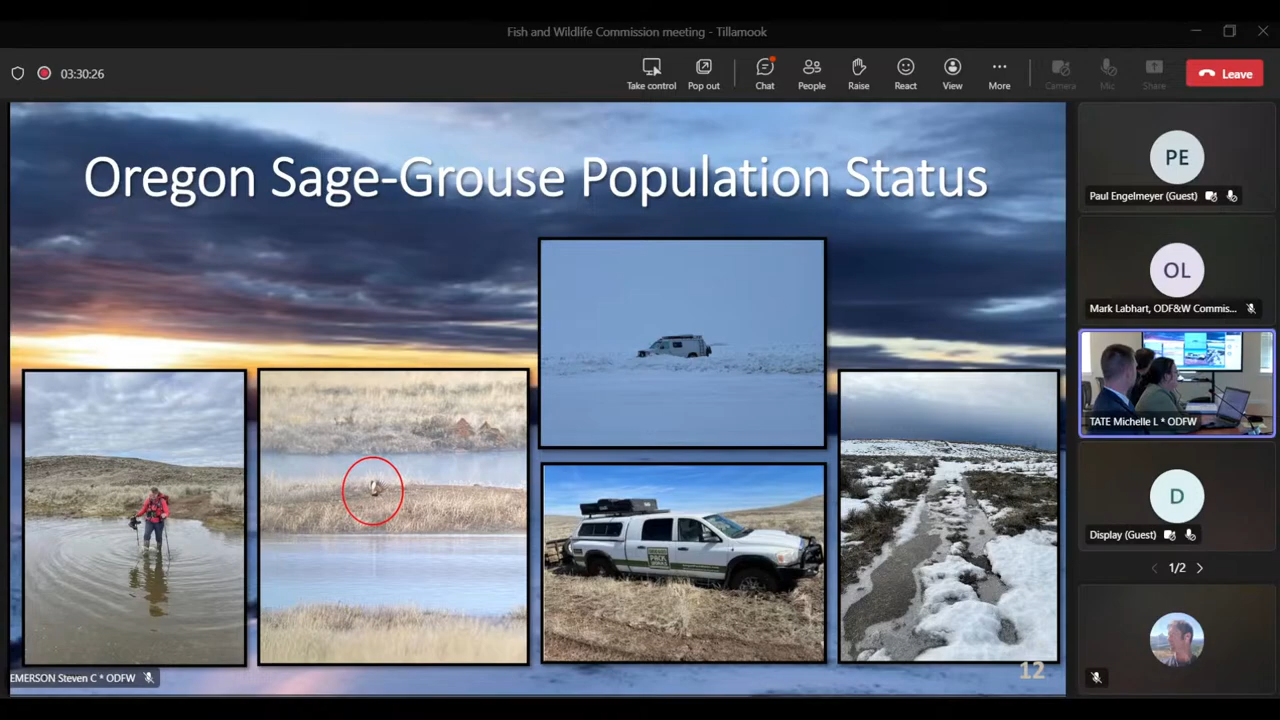 Fish and Wildlife Commission meeting - Tillamook
03:30:26
Take control
Pop out
Chat
People
Raise
React
View
More
Camera
Mic
Share
Leave
Oregon Sage-Grouse Population Status
PE
Paul Engelmeyer (Guest)
OL
Mark Labhart, ODF&W Commis...
TATE Michelle L * ODFW
D
Display (Guest)
1/2
12
EMERSON Steven C * ODFW